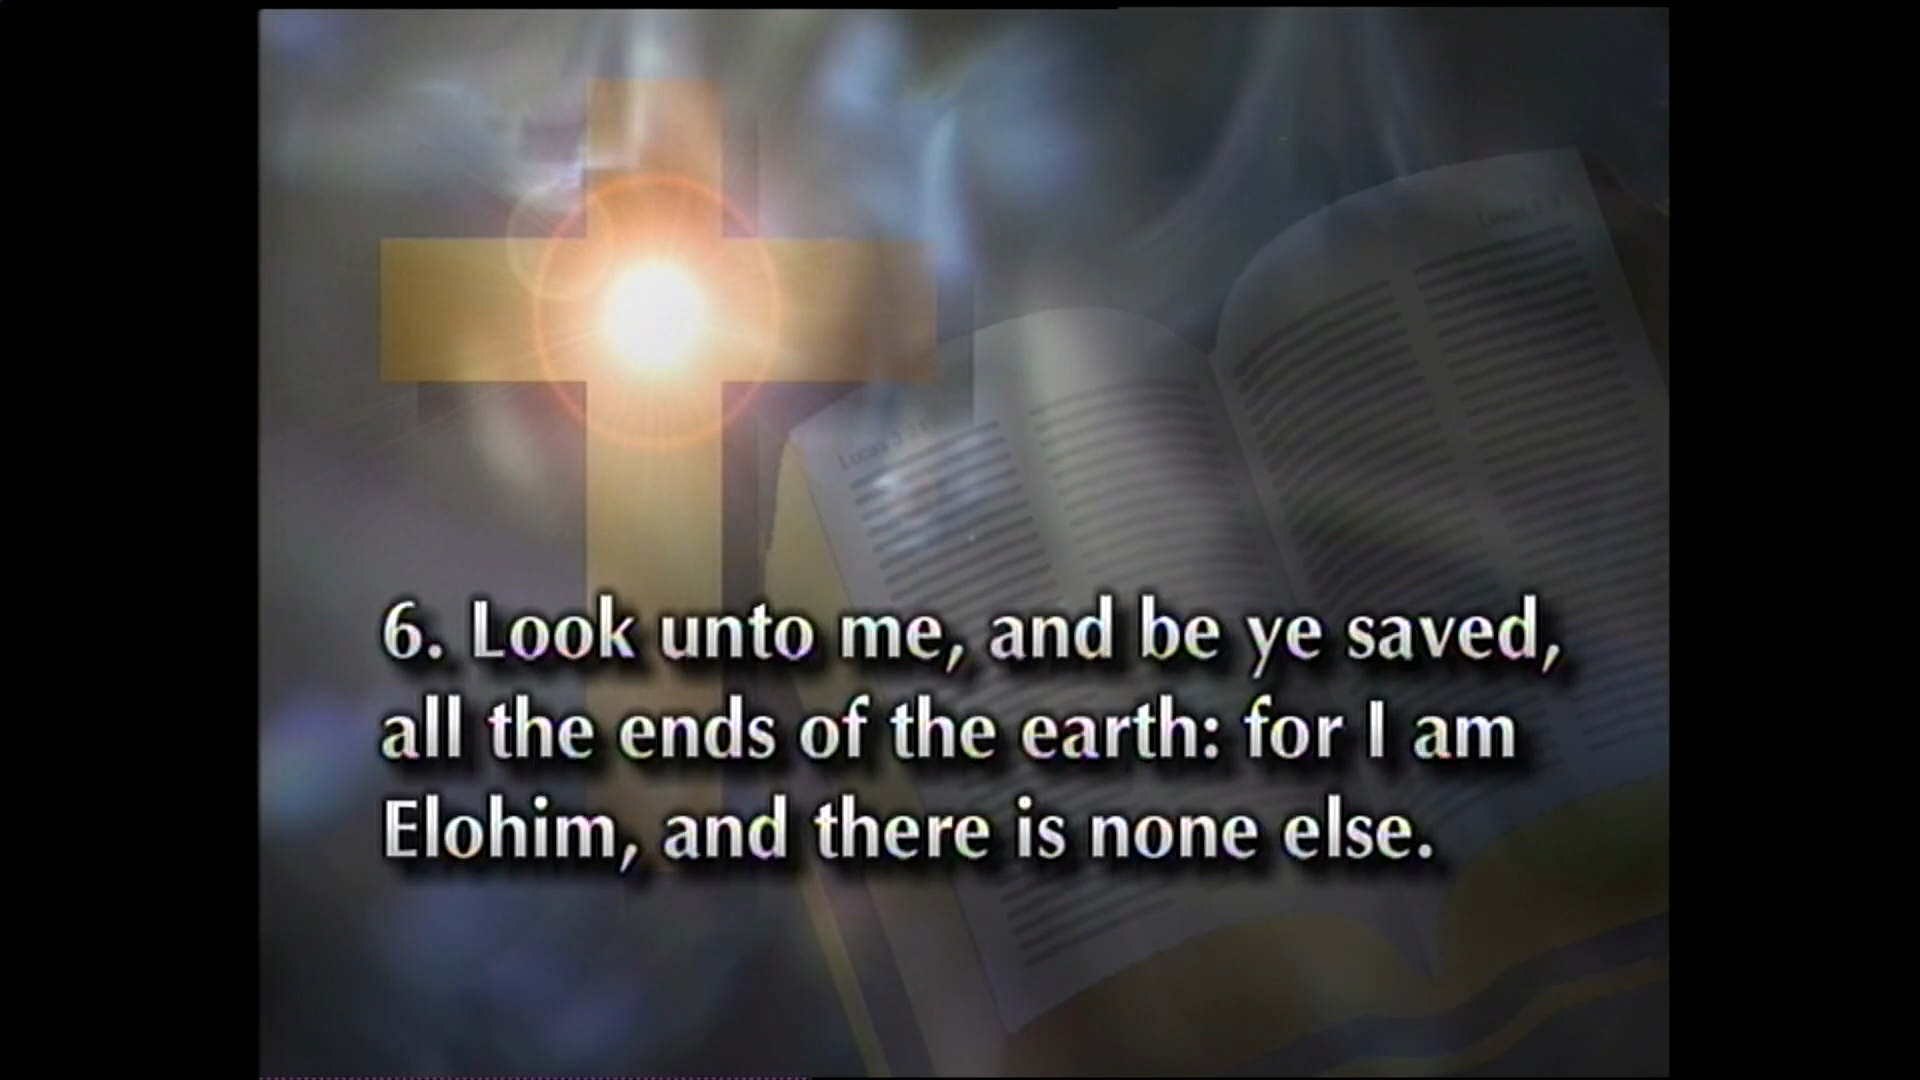 6. Look unto me, and be ye saved,
all the ends of the earth: for I am
Elohim, and there is none else.